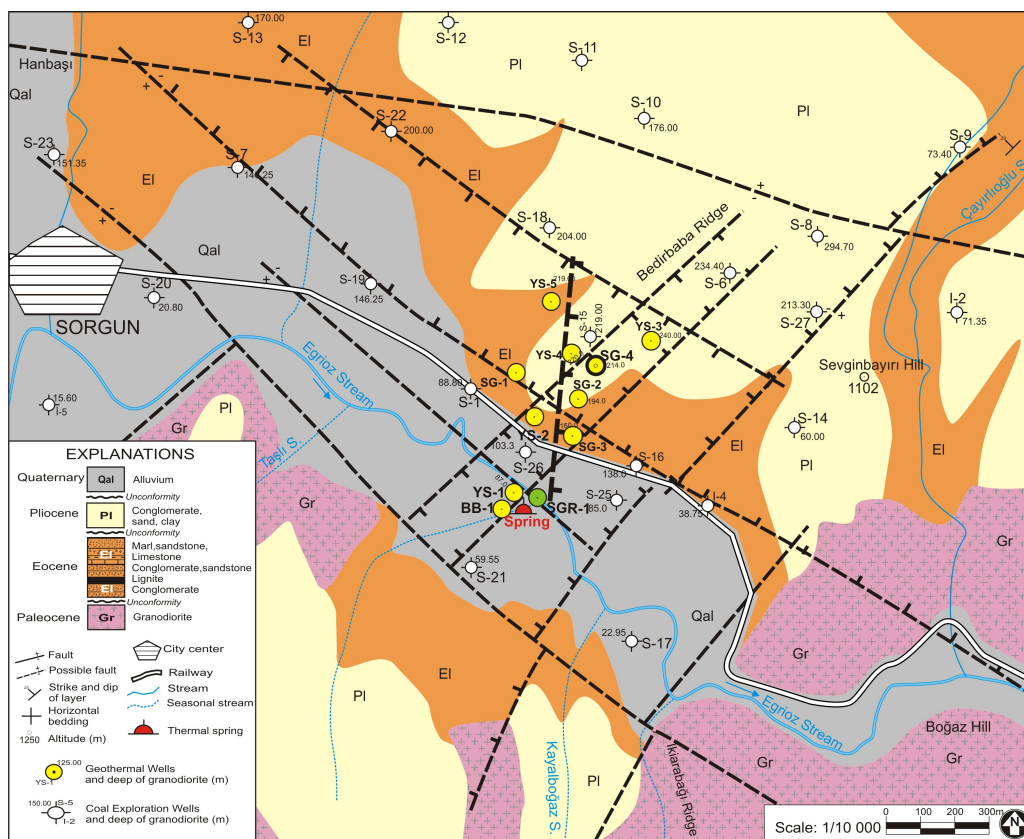 170.00
S-13
El
S-12
S-11
Pl
Hanbaşı
Qal
S-10
176.00
Pl
S-22
200.00
S-9
73.40
S-23
151.35
S-7
El
El
Çayırlıoğlu S.
S-18
204.00
Bedirbaba Ridge
S-8
294.70
Qal
S-19
146.25
S-20
20.80
219.00
YS-5
234.40
S-6
213.30
S-27
I-2
71.35
SORGUN
S-15
219.00
YS-3
240.00
YS-4
SG-4
214.0
Sevginbayırı Hill
1102
Egrioz Stream
El
88.80
SG-1
S-1
SG-2
194.0
15.60
I-5
Pl
Gr
Taşlı S.
YS-2
SG-3
103.3
S-26
S-14
60.00
El
Pl
El
S-16
138.0
YS-1
BB-1
Spring
SGR-1
S-25
85.0
I-4
38.75
Gr
Gr
59.55
S-21
Qal
22.95
S-17
Gr
El
Pl
Kayalıboğaz S.
Pl
Ikiarabağı Ridge
Egrioz Stream
Boğaz Hill
Gr
Gr
EXPLANATIONS
Quaternary
Qal
Alluvium
Unconformity
Pliocene
Pl
Conglomerate,
sand, clay
Unconformity
Eocene
El
Marl,sandstone,
Limestone
Conglomerate,sandstone
Lignite
El
Conglomerate
Unconformity
Paleocene
Gr
Granodiorite
Fault
Possible fault
Strike and dip
of layer
Horizontal
bedding
1250
Altitude (m)
City center
Railway
Stream
Seasonal stream
Thermal spring
125.00
YS-1
Geothermal Wells
and deep of granodiorite (m)
150.00
S-5
I-2
Coal Exploration Wells
and deep of granodiorite (m)
Scale: 1/10 000
0 100 200 300m
N